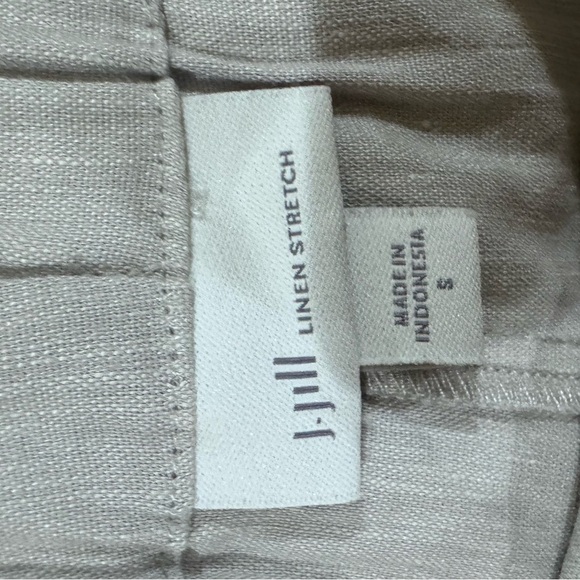 J.Jill LINEN STRETCH
MADE IN
INDONESIA
S